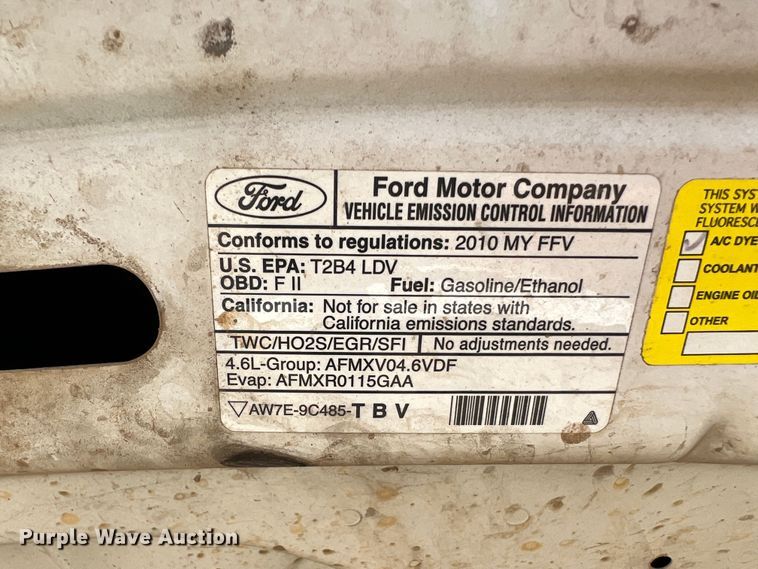 Ford
Ford Motor Company
VEHICLE EMISSION CONTROL INFORMATION
Conforms to regulations: 2010 MY FFV
U.S. EPA: T2B4 LDV
OBD: F II Fuel: Gasoline/Ethanol
California: Not for sale in states with
California emissions standards.
TWC/HO2S/EGR/SFI No adjustments needed.
4.6L-Group: AFMXV04.6VDF
Evap: AFMXR0115GAA
AW7E-9C485-TBV
THIS SYS
SYSTEM W
FLUORESCE
A/C DYE
COOLANT
ENGINE OIL
OTHER
Purple Wave Auction